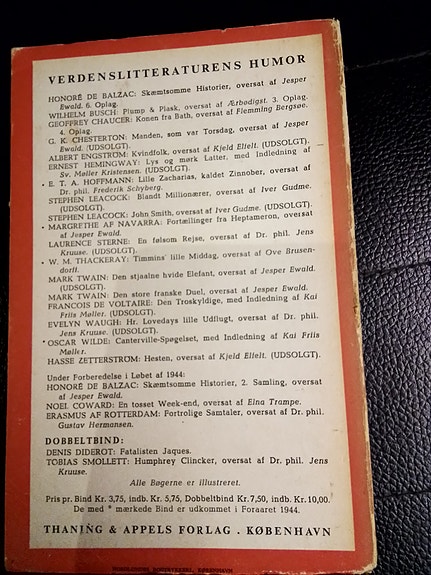 VERDENSLITTERATURENS HUMOR
HONORÉ DE BALZAC: Skæmtsomme Historier, oversat af Jesper
Ewald. 6. Oplag.
WILHELM BUSCH: Plump & Plask, oversat af Ærbødigst. 3. Oplag.
GEOFFREY CHAUCER: Konen fra Bath, oversat af Flemming Bergsøe.
4. Oplag.
G. K. CHESTERTON: Manden, som var Torsdag, oversat af Jesper
Ewald. (UDSOLGT).
ALBERT ENGSTRØM: Kvindfolk, oversat af Kjeld Elfelt. (UDSOLGT).
ERNEST HEMINGWAY: Lys og mørk Latter, med Indledning af
Sv. Møller Kristensen. (UDSOLGT).
* E. T. A. HOFFMANN: Lille Zacharias, kaldet Zinnober, oversat af
Dr. phil. Frederik Schyberg.
STEPHEN LEACOCK: Blandt Millionærer, oversat af Iver Gudme.
(UDSOLGT).
STEPHEN LEACOCK: John Smith, oversat af Iver Gudme. (UDSOLGT).
* MARGRETHE AF NAVARRA: Fortællinger fra Heptameron, oversat
af Jesper Ewald.
LAURENCE STERNE: En følsom Rejse, oversat af Dr. phil. Jens
Kruuse. (UDSOLGT).
* W. M. THACKERAY: Timmins' lille Middag, oversat af Ove Brusen-
dorff.
MARK TWAIN: Den stjaalne hvide Elefant, oversat af Jesper Ewald.
(UDSOLGT).
MARK TWAIN: Den store franske Duel, oversat af Jesper Ewald.
FRANCOIS DE VOLTAIRE: Den Troskyldige, med Indledning af Kai
Friis Møller. (UDSOLGT).
EVELYN WAUGH: Hr. Lovedays lille Udflugt, oversat af Dr. phil.
Jens Kruuse. (UDSOLGT).
* OSCAR WILDE: Canterville-Spøgelset, med Indledning af Kai Friis
Møller.
HASSE ZETTERSTRØM: Hesten, oversat af Kjeld Elfelt. (UDSOLGT).
Under Forberedelse i Løbet af 1944:
HONORÉ DE BALZAC: Skæmtsomme Historier, 2. Samling, oversat
af Jesper Ewald.
NOEL COWARD: En tosset Week-end, oversat af Elna Trampe.
ERASMUS AF ROTTERDAM: Fortrolige Samtaler, oversat af Dr. phil.
Gustav Hermansen.
DOBBELTBIND:
DENIS DIDEROT: Fatalisten Jaques.
TOBIAS SMOLLETT: Humphrey Clincker, oversat af Dr. phil. Jens
Kruuse.
Alle Bøgerne er illustreret.
Pris pr. Bind Kr. 3,75, indb. Kr. 5,75, Dobbeltbind Kr. 7,50, indb. Kr. 10,00.
De med * mærkede Bind er udkommet i Foraaret 1944.
THANING & APPELS FORLAG . KØBENHAVN
KØBENHAVN